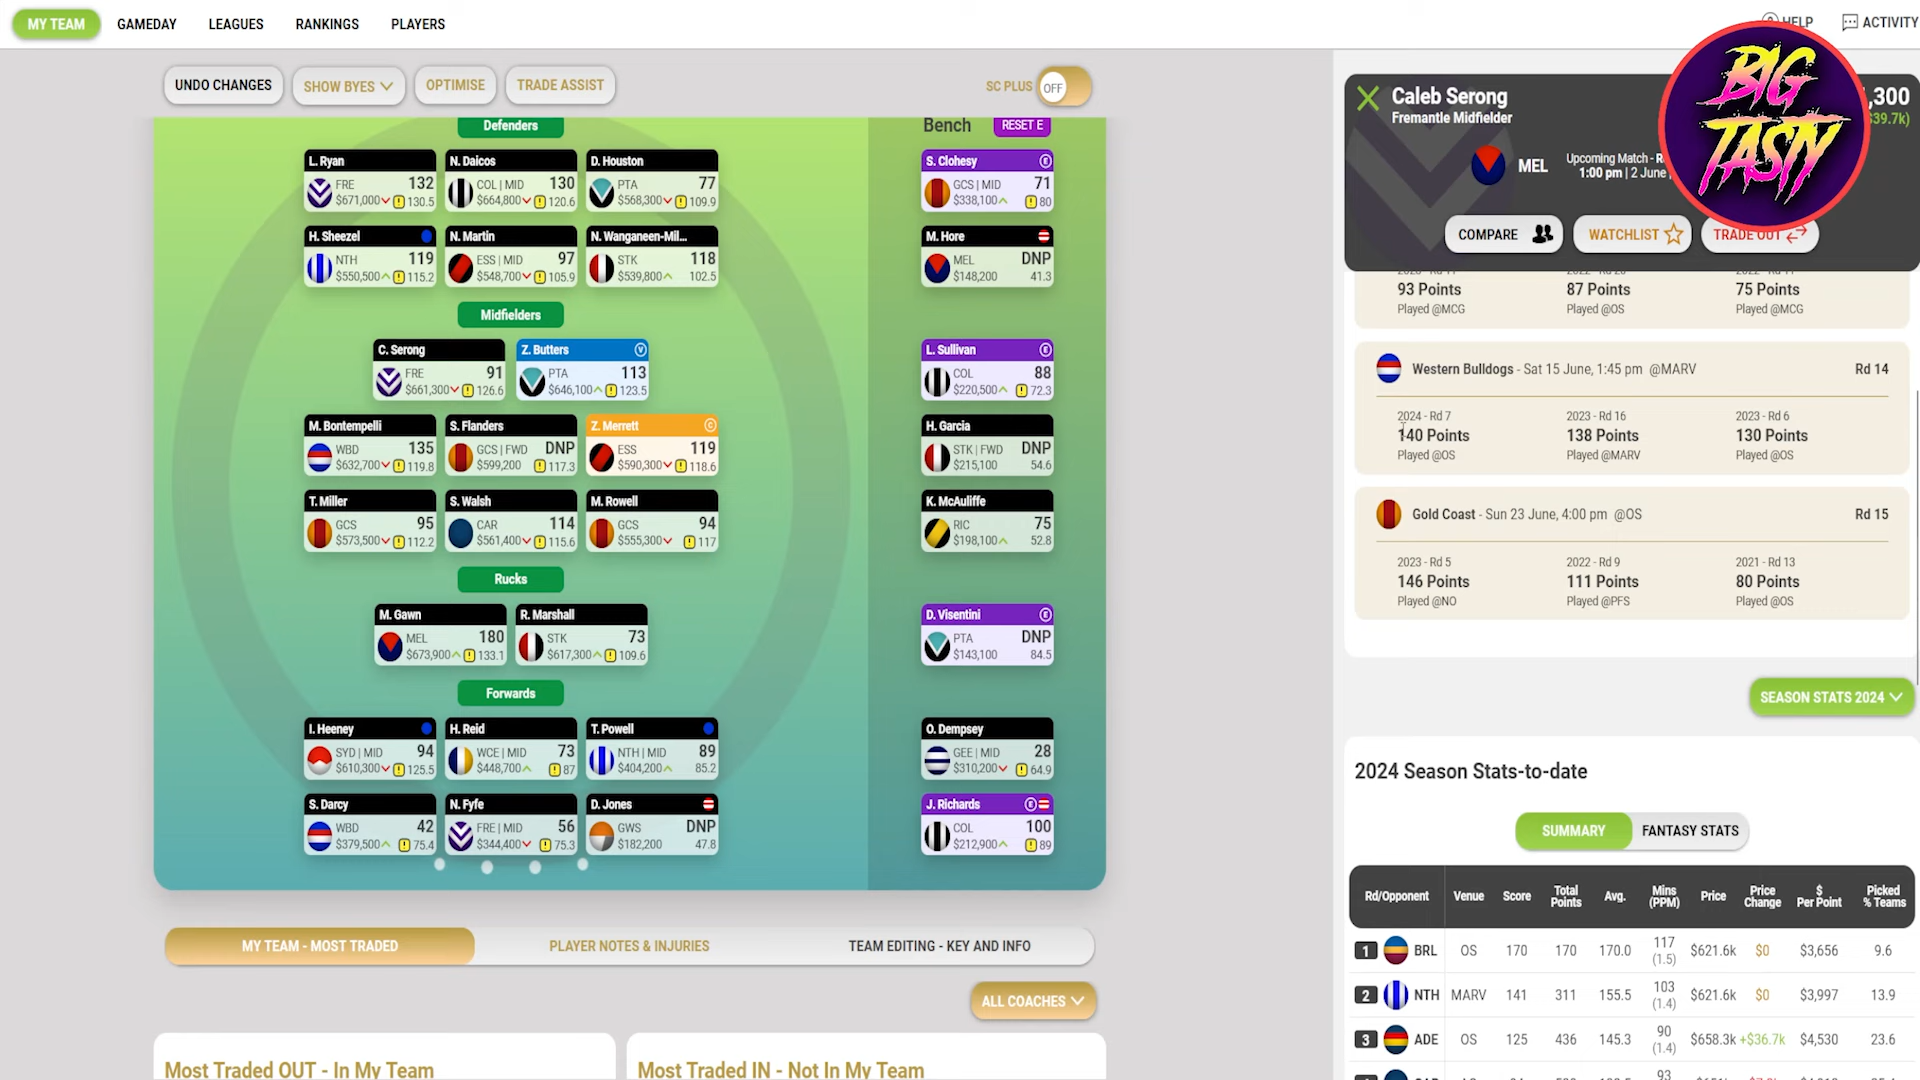 MY TEAM GAMEDAY LEAGUES RANKINGS PLAYERS HELP ACTIVITY
UNDO CHANGES SHOW BYES OPTIMISE TRADE ASSIST SC PLUS OFF
Defenders
Bench RESET E
L. Ryan N. Daicos D. Houston S. Clohesy E
FRE 132 COL | MID 130 PTA 77 GCS | MID 71
$671,000 130.5 $664,800 120.6 $568,300 109.9 $338,100 80
H. Sheezel N. Martin N. Wanganeen-Mil... M. Hore
NTH 119 ESS | MID 97 STK 118 MEL DNP
$550,500 115.2 $548,700 105.9 $539,800 102.5 $148,200 41.3
Midfielders
C. Serong Z. Butters V L. Sullivan E
FRE 91 PTA 113 COL 88
$661,300 126.6 $646,100 123.5 $220,500 72.3
M. Bontempelli S. Flanders Z. Merrett C H. Garcia
WBD 135 GCS | FWD DNP ESS 119 STK | FWD DNP
$632,700 119.8 $599,200 117.3 $590,300 118.6 $215,100 54.6
T. Miller S. Walsh M. Rowell K. McAuliffe
GCS 95 CAR 114 GCS 94 RIC 75
$573,500 112.2 $561,400 115.6 $555,300 117 $198,100 52.8
Rucks
M. Gawn R. Marshall D. Visentini E
MEL 180 STK 73 PTA DNP
$673,900 133.1 $617,300 109.6 $143,100 84.5
Forwards
I. Heeney H. Reid T. Powell O. Dempsey
SYD | MID 94 WCE | MID 73 NTH | MID 89 GEE | MID 28
$610,300 125.5 $448,700 87 $404,200 85.2 $310,200 64.9
S. Darcy N. Fyfe D. Jones J. Richards E
WBD 42 FRE | MID 56 GWS DNP COL 100
$379,500 75.4 $344,400 75.3 $182,200 47.8 $212,900 89
MY TEAM - MOST TRADED PLAYER NOTES & INJURIES TEAM EDITING - KEY AND INFO
ALL COACHES
Most Traded OUT - In My Team Most Traded IN - Not In My Team
Caleb Serong ,300
Fremantle Midfielder 39.7k)
BIG
TASTY
MEL Upcoming Match -
1:00 pm | 2 June
COMPARE WATCHLIST TRADE OUT
93 Points 87 Points 75 Points
Played @MCG Played @OS Played @MCG
Western Bulldogs - Sat 15 June, 1:45 pm @MARV Rd 14
2024 - Rd 7 2023 - Rd 16 2023 - Rd 6
140 Points 138 Points 130 Points
Played @OS Played @MARV Played @OS
Gold Coast - Sun 23 June, 4:00 pm @OS Rd 15
2023 - Rd 5 2022 - Rd 9 2021 - Rd 13
146 Points 111 Points 80 Points
Played @NO Played @PFS Played @OS
SEASON STATS 2024
2024 Season Stats-to-date
SUMMARY FANTASY STATS
Rd/Opponent Venue Score Total Points Avg. Mins (PPM) Price Price Change $ Per Point Picked % Teams
1 BRL OS 170 170 170.0 117 (1.5) $621.6k $0 $3,656 9.6
2 NTH MARV 141 311 155.5 103 (1.4) $621.6k $0 $3,997 13.9
3 ADE OS 125 436 145.3 90 (1.4) $658.3k +$36.7k $4,530 23.6
93